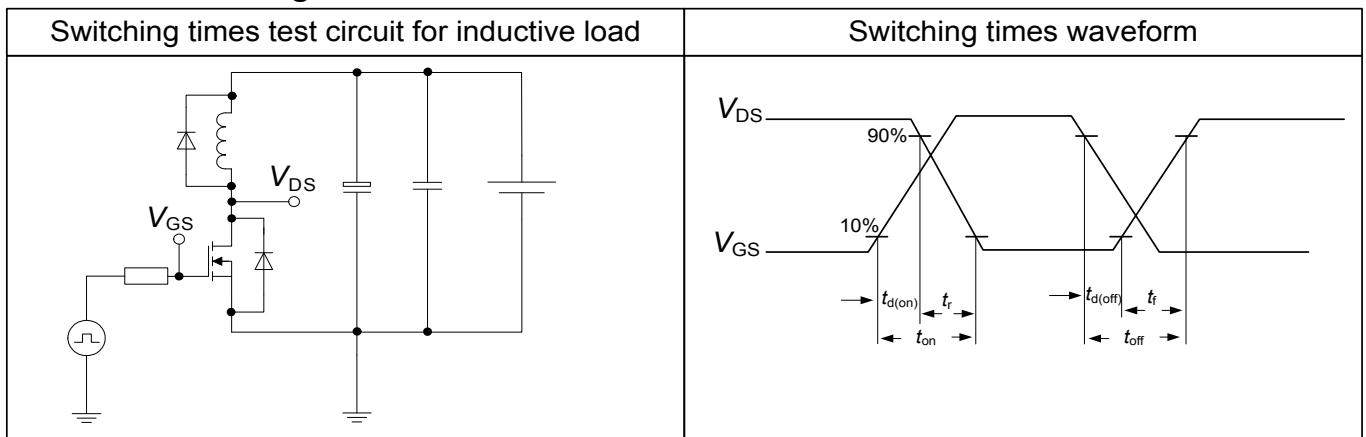 Switching times test circuit for inductive load
Switching times waveform
VDS
VGS
VDS
90%
10%
VGS
td(on)
tr
td(off)
tf
ton
toff